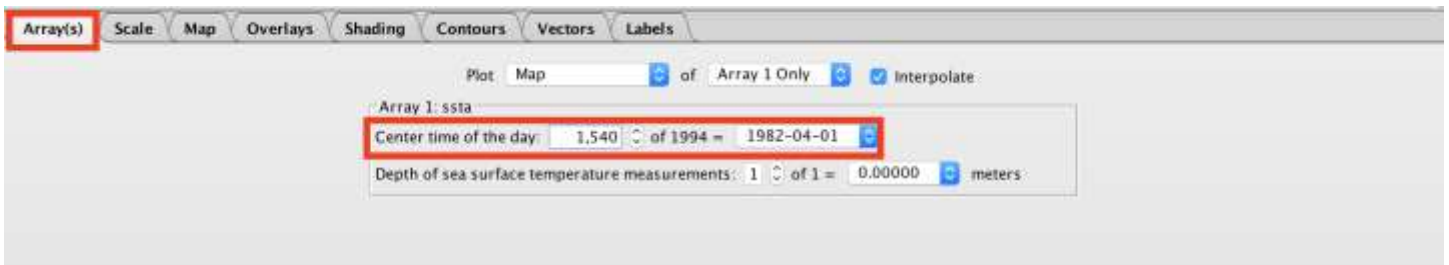 Array(s) Scale Map Overlays Shading Contours Vectors Labels
Plot Map of Array 1 Only Interpolate
Array 1: ssta
Center time of the day: 1,540 of 1994 = 1982-04-01
Depth of sea surface temperature measurements: 1 of 1 = 0.00000 meters